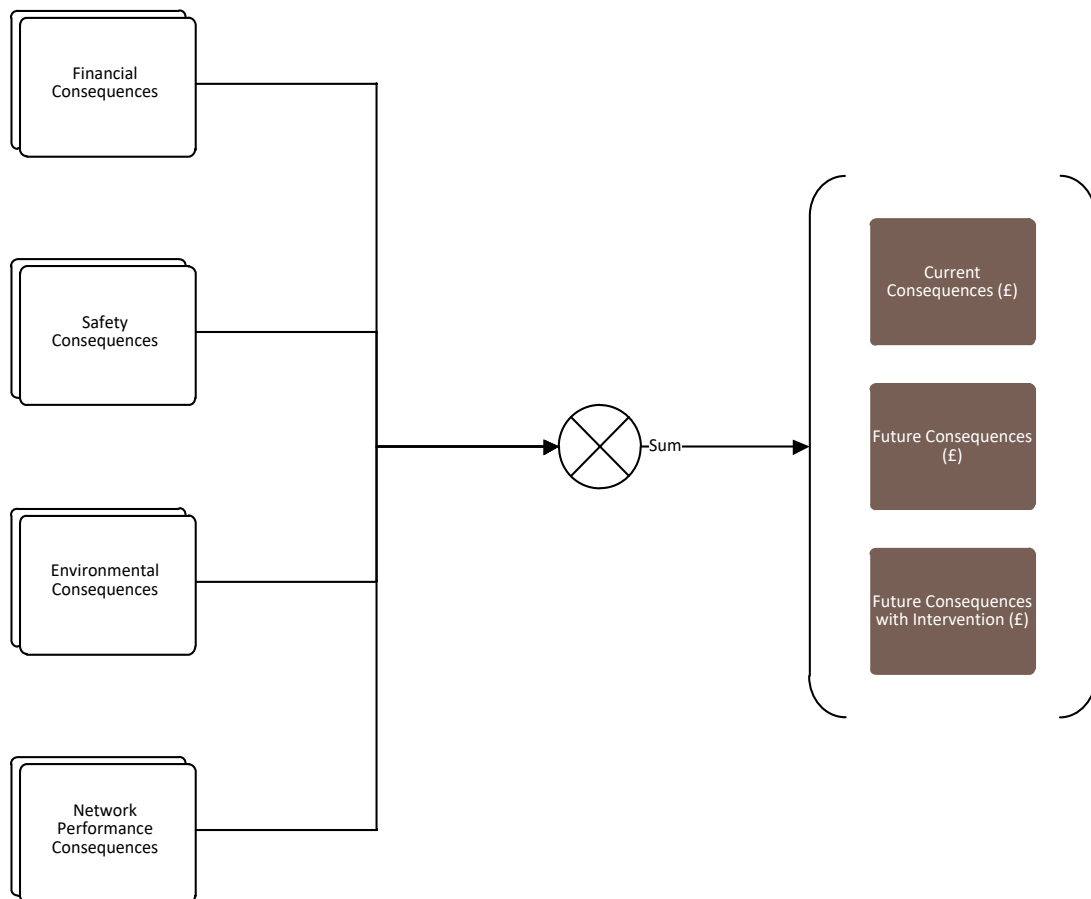 Financial
Consequences
Safety
Consequences
Environmental
Consequences
Network
Performance
Consequences
Sum
Current
Consequences (£)
Future Consequences
(£)
Future Consequences
with Intervention (£)